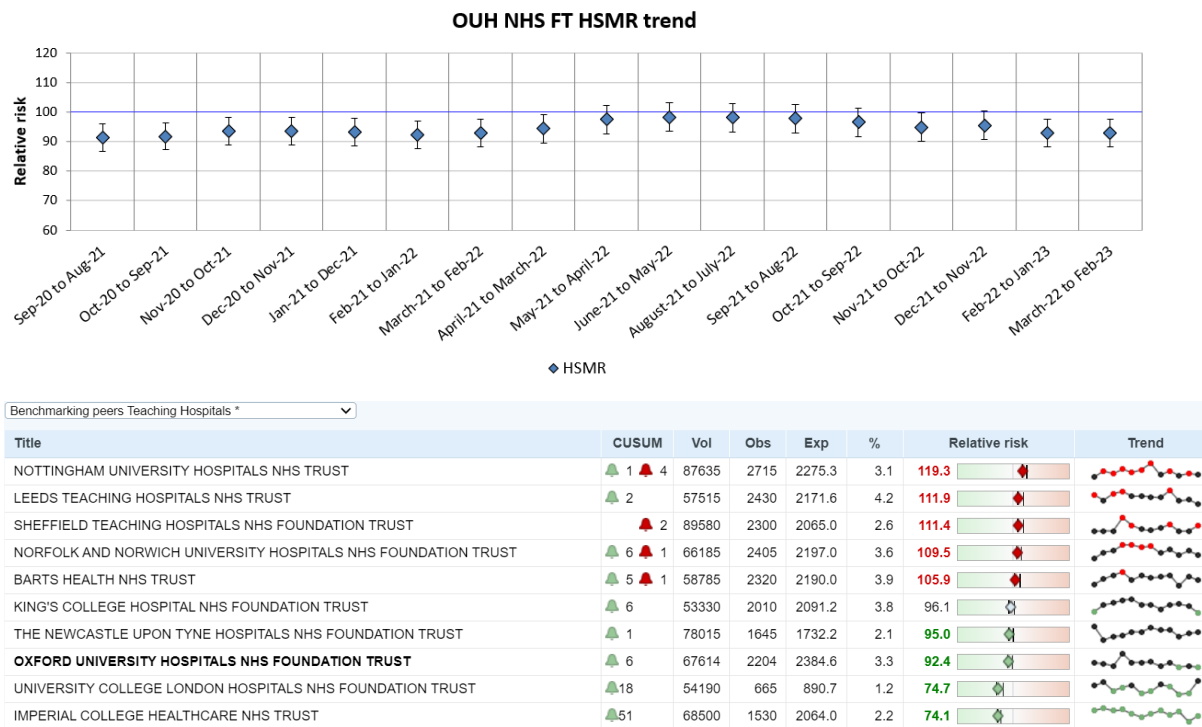 OUH NHS FT HSMR trend
120
110
100
90
80
70
60
Relative risk
Sep-20 to Aug-21
Oct-20 to Sep-21
Nov-20 to Oct-21
Dec-20 to Nov-21
Jan-21 to Dec-21
Feb-21 to Jan-22
March-21 to Feb-22
April-21 to March-22
May-21 to April-22
June-21 to May-22
August-21 to July-22
Sep-21 to Aug-22
Oct-21 to Sep-22
Nov-21 to Oct-22
Dec-21 to Nov-22
Feb-22 to Jan-23
March-22 to Feb-23
HSMR
Benchmarking peers Teaching Hospitals *
Title CUSUM Vol Obs Exp % Relative risk Trend
NOTTINGHAM UNIVERSITY HOSPITALS NHS TRUST 1 4 87635 2715 2275.3 3.1 119.3
LEEDS TEACHING HOSPITALS NHS TRUST 2 57515 2430 2171.6 4.2 111.9
SHEFFIELD TEACHING HOSPITALS NHS FOUNDATION TRUST 2 89580 2300 2065.0 2.6 111.4
NORFOLK AND NORWICH UNIVERSITY HOSPITALS NHS FOUNDATION TRUST 6 1 66185 2405 2197.0 3.6 109.5
BARTS HEALTH NHS TRUST 5 1 58785 2320 2190.0 3.9 105.9
KING'S COLLEGE HOSPITAL NHS FOUNDATION TRUST 6 53330 2010 2091.2 3.8 96.1
THE NEWCASTLE UPON TYNE HOSPITALS NHS FOUNDATION TRUST 1 78015 1645 1732.2 2.1 95.0
OXFORD UNIVERSITY HOSPITALS NHS FOUNDATION TRUST 6 67614 2204 2384.6 3.3 92.4
UNIVERSITY COLLEGE LONDON HOSPITALS NHS FOUNDATION TRUST 18 54190 665 890.7 1.2 74.7
IMPERIAL COLLEGE HEALTHCARE NHS TRUST 51 68500 1530 2064.0 2.2 74.1